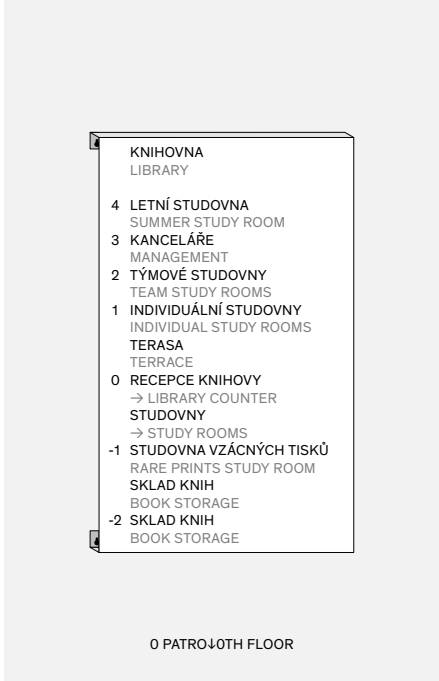 KNIHOVNA
LIBRARY
4 LETNÍ STUDOVNA
SUMMER STUDY ROOM
3 KANCELÁŘE
MANAGEMENT
2 TÝMOVÉ STUDOVNY
TEAM STUDY ROOMS
1 INDIVIDUÁLNÍ STUDOVNY
INDIVIDUAL STUDY ROOMS
TERASA
TERRACE
0 RECEPCE KNIHOVY
→ LIBRARY COUNTER
STUDOVNY
→ STUDY ROOMS
-1 STUDOVNA VZÁCNÝCH TISKŮ
RARE PRINTS STUDY ROOM
SKLAD KNIH
BOOK STORAGE
-2 SKLAD KNIH
BOOK STORAGE
0 PATRO↓0TH FLOOR